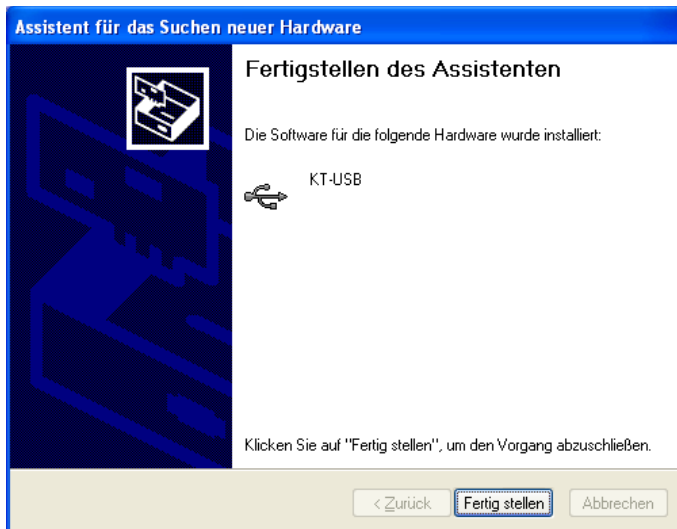 Assistent für das Suchen neuer Hardware
Fertigstellen des Assistenten
Die Software für die folgende Hardware wurde installiert:
KT-USB
Klicken Sie auf "Fertig stellen", um den Vorgang abzuschließen.
< Zurück
Fertig stellen
Abbrechen